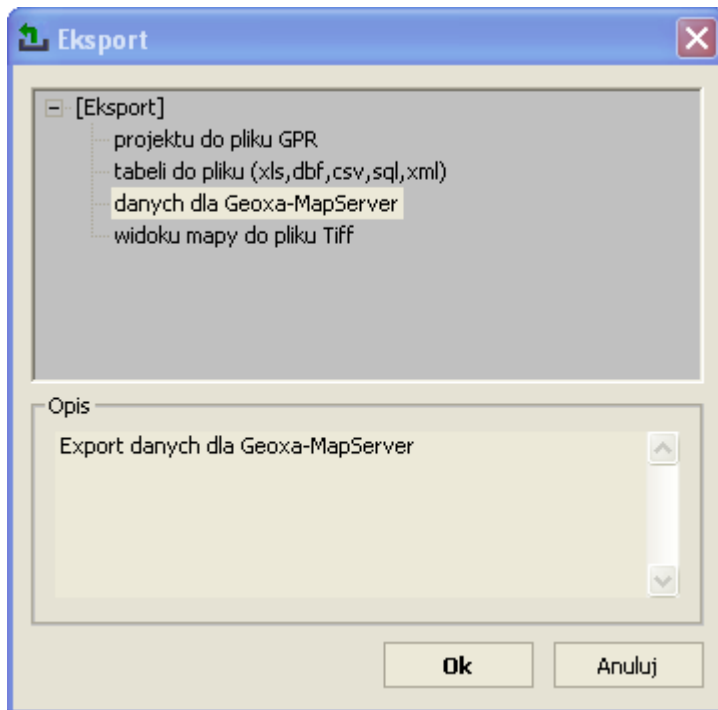 Eksport
[Eksport]
projektu do pliku GPR
tabeli do pliku (xls,dbf,csv,sql,xml)
danych dla Geoxa-MapServer
widoku mapy do pliku Tiff
Opis
Export danych dla Geoxa-MapServer
Ok Anuluj